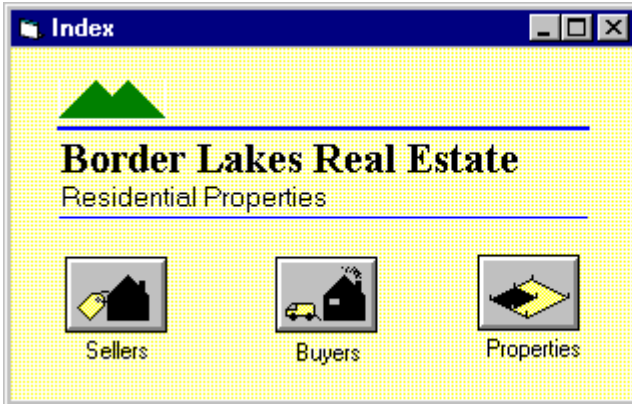 Index
Border Lakes Real Estate
Residential Properties
Sellers
Buyers
Properties